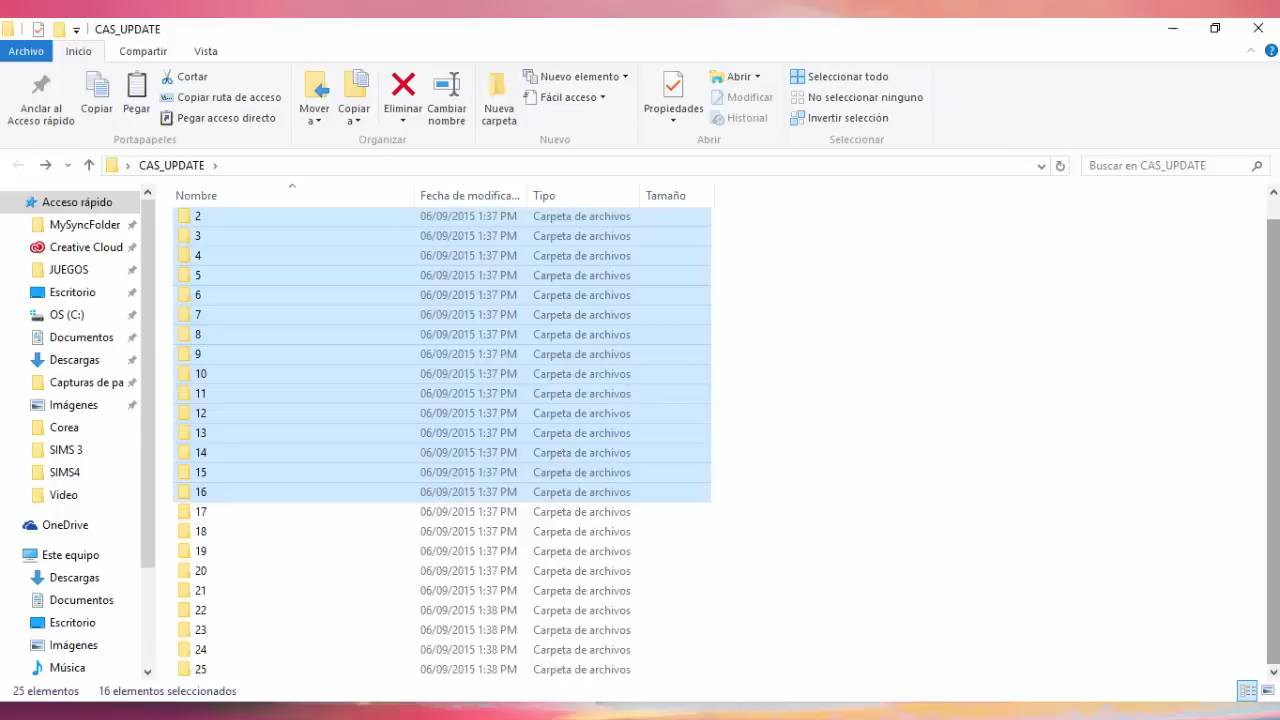 CAS_UPDATE
Archivo Inicio Compartir Vista
Anclar al Acceso rápido
Copiar
Pegar
Cortar
Copiar ruta de acceso
Pegar acceso directo
Portapapeles
Mover a
Copiar a
Eliminar
Cambiar nombre
Organizar
Nueva carpeta
Nuevo elemento
Fácil acceso
Nuevo
Propiedades
Abrir
Modificar
Historial
Abrir
Seleccionar todo
No seleccionar ninguno
Invertir selección
Seleccionar
CAS_UPDATE
Buscar en CAS_UPDATE
Acceso rápido
MySyncFolder
Creative Cloud
JUEGOS
Escritorio
OS (C:)
Documentos
Descargas
Capturas de pa
Imágenes
Corea
SIMS 3
SIMS4
Video
OneDrive
Este equipo
Descargas
Documentos
Escritorio
Imágenes
Música
Nombre Fecha de modifica... Tipo Tamaño
2 06/09/2015 1:37 PM Carpeta de archivos
3 06/09/2015 1:37 PM Carpeta de archivos
4 06/09/2015 1:37 PM Carpeta de archivos
5 06/09/2015 1:37 PM Carpeta de archivos
6 06/09/2015 1:37 PM Carpeta de archivos
7 06/09/2015 1:37 PM Carpeta de archivos
8 06/09/2015 1:37 PM Carpeta de archivos
9 06/09/2015 1:37 PM Carpeta de archivos
10 06/09/2015 1:37 PM Carpeta de archivos
11 06/09/2015 1:37 PM Carpeta de archivos
12 06/09/2015 1:37 PM Carpeta de archivos
13 06/09/2015 1:37 PM Carpeta de archivos
14 06/09/2015 1:37 PM Carpeta de archivos
15 06/09/2015 1:37 PM Carpeta de archivos
16 06/09/2015 1:37 PM Carpeta de archivos
17 06/09/2015 1:37 PM Carpeta de archivos
18 06/09/2015 1:37 PM Carpeta de archivos
19 06/09/2015 1:37 PM Carpeta de archivos
20 06/09/2015 1:37 PM Carpeta de archivos
21 06/09/2015 1:37 PM Carpeta de archivos
22 06/09/2015 1:38 PM Carpeta de archivos
23 06/09/2015 1:38 PM Carpeta de archivos
24 06/09/2015 1:38 PM Carpeta de archivos
25 06/09/2015 1:38 PM Carpeta de archivos
25 elementos 16 elementos seleccionados